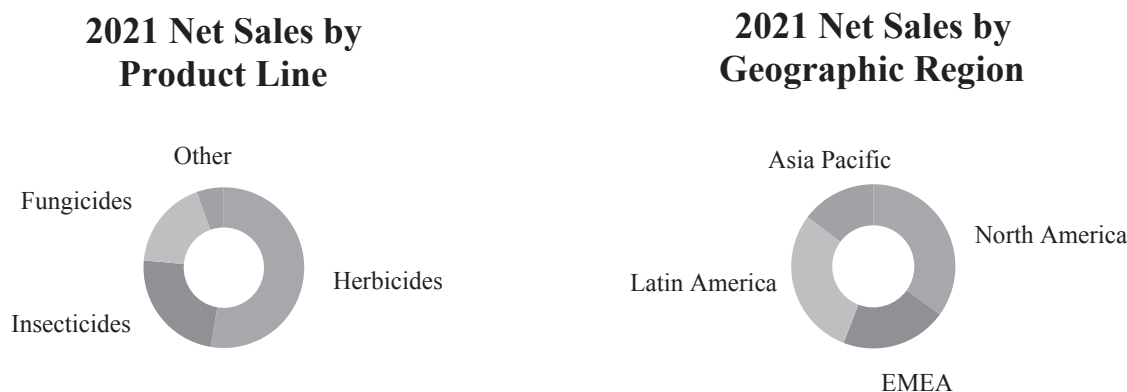 2021 Net Sales by
Product Line
Other
Fungicides
Herbicides
Insecticides
2021 Net Sales by
Geographic Region
Asia Pacific
North America
Latin America
EMEA